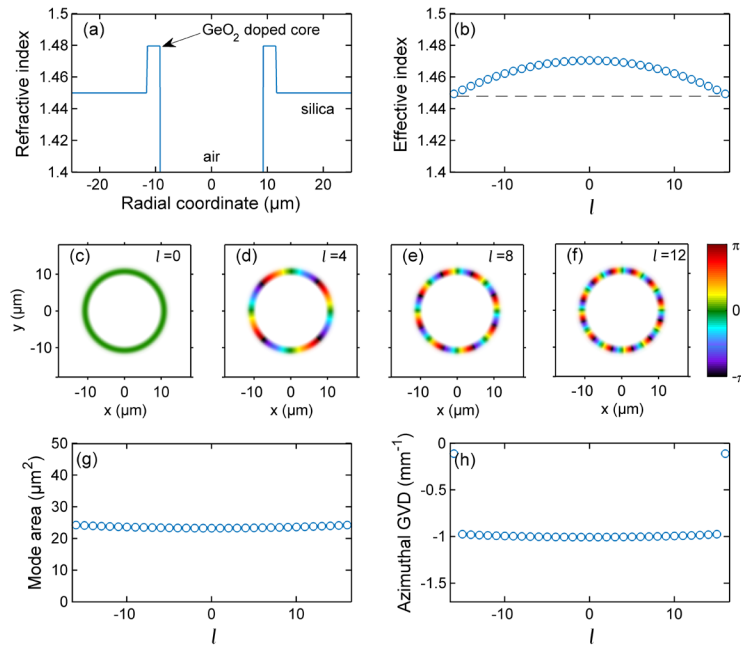 (a)
GeO2 doped core
silica
air
Refractive index
1.5
1.48
1.46
1.44
1.42
1.4
-20 -10 0 10 20
Radial coordinate (µm)
(b)
Effective index
1.5
1.48
1.46
1.44
1.42
1.4
-10 0 10
l
(c) l=0
(d) l=4
(e) l=8
(f) l=12
y (µm)
10
0
-10
-10 0 10
x (µm)
-10 0 10
x (µm)
-10 0 10
x (µm)
-10 0 10
x (µm)
π
0
-π
(g)
Mode area (µm2)
50
40
30
20
10
0
-10 0 10
l
(h)
Azimuthal GVD (mm-1)
0
-0.5
-1
-1.5
-10 0 10
l